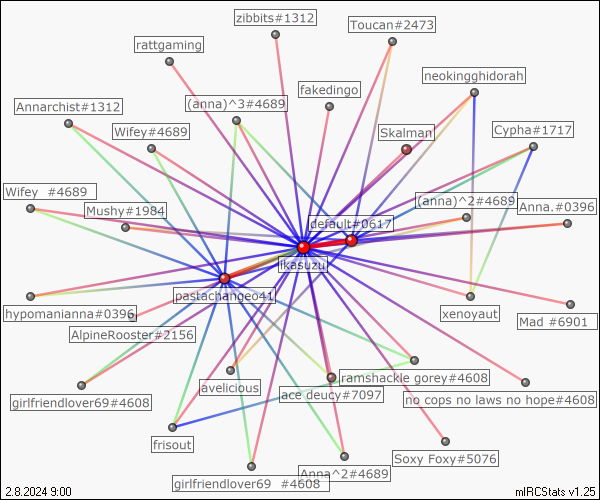 zibbits#1312
Toucan#2473
rattgaming
neokingghidorah
fakedingo
Annarchist#1312
(anna)^3#4689
Wifey#4689
Skalman
Cypha#1717
Wifey #4689
(anna)^2#4689
Mushy#1984
default#0617
Anna.#0396
ikasuzu
pastachangeo41
hypomanianna#0396
xenoyaut
Mad #6901
AlpineRooster#2156
ramshackle gorey#4608
avelicious
ace deucy#7097
girlfriendlover69#4608
no cops no laws no hope#4608
frisout
Soxy Foxy#5076
Anna^2#4689
girlfriendlover69 #4608
2.8.2024 9:00
mIRCStats v1.25